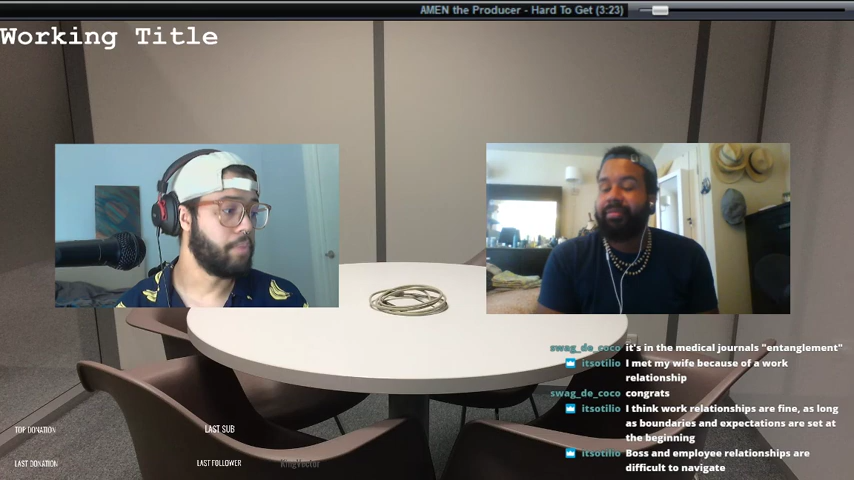 AMEN the Producer - Hard To Get (3:23)
Working Title
swag_de_coco it's in the medical journals "entanglement"
itsotilio I met my wife because of a work
relationship
swag_de_coco congrats
itsotilio I think work relationships are fine, as long
as boundaries and expectations are set at
the beginning
itsotilio Boss and employee relationships are
difficult to navigate
TOP DONATION
LAST SUB
LAST DONATION
LAST FOLLOWER
KingVector